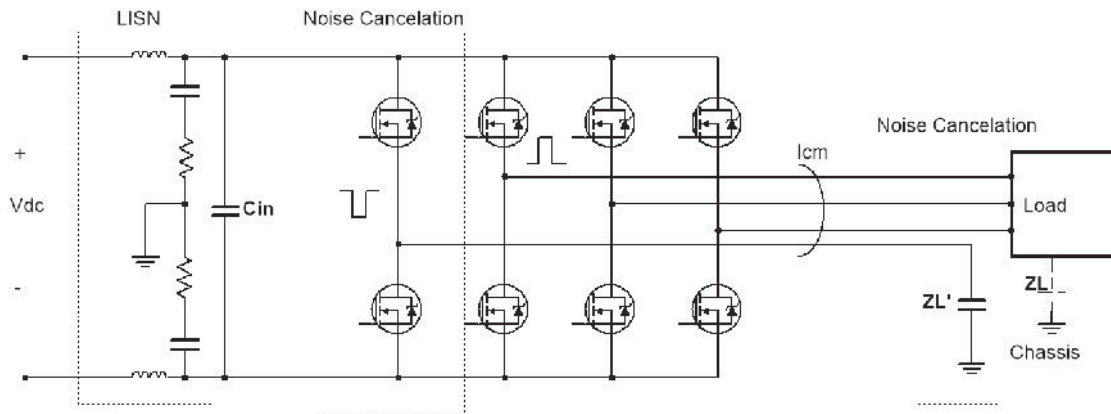 LISN
Noise Cancelation
Noise Cancelation
Icm
+
Vdc
-
Cin
Load
ZL'
ZL
Chassis